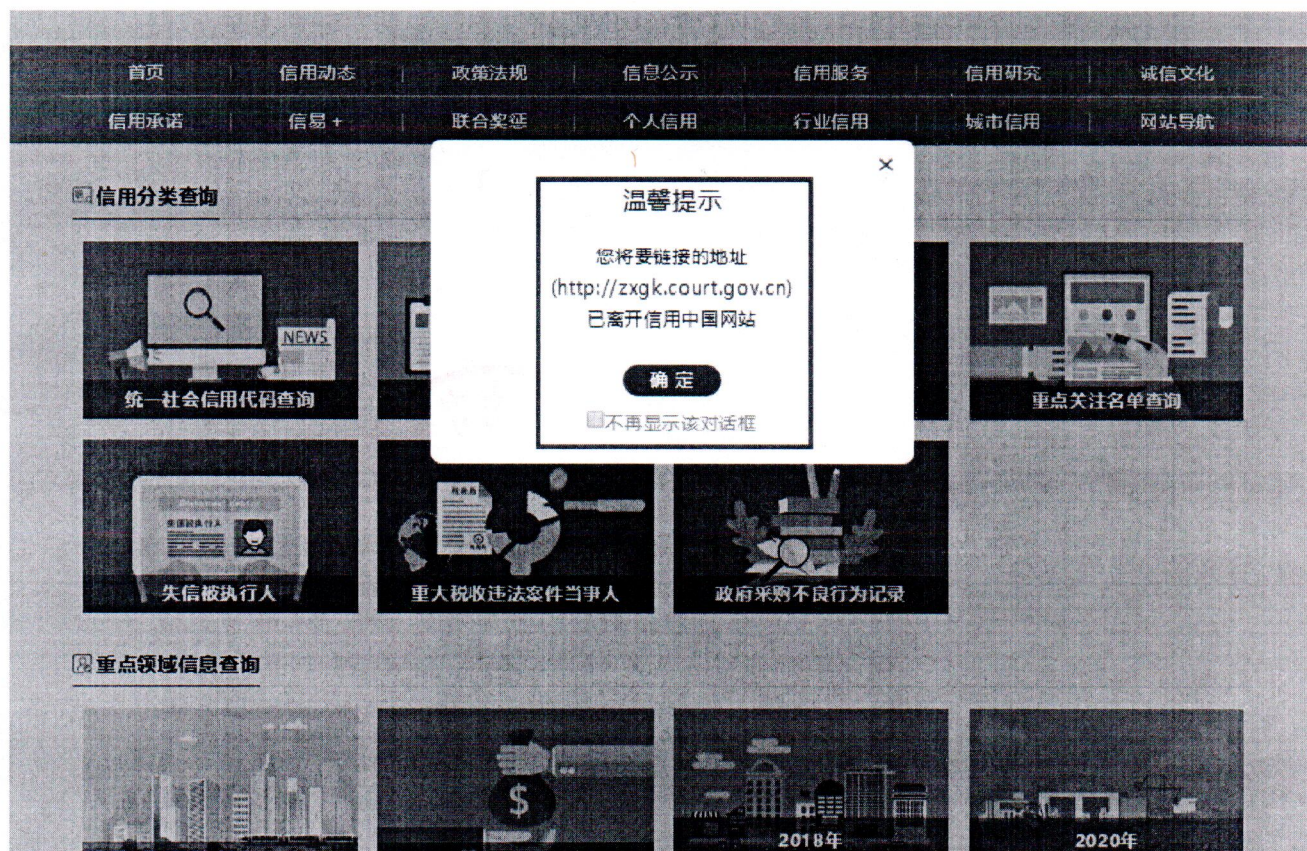 首页
信用动态
政策法规
信息公示
信用服务
信用研究
诚信文化
信用承诺
信易+
联合奖惩
个人信用
行业信用
城市信用
网站导航
信用分类查询
温馨提示
您将要链接的地址
(http://zxgk.court.gov.cn)
已离开信用中国网站
确定
不再显示该对话框
NEWS
统一社会信用代码查询
重点关注名单查询
失信被执行人
失信被执行人
重大税收违法案件当事人
政府采购不良行为记录
重点领域信息查询
$
2018年
2020年